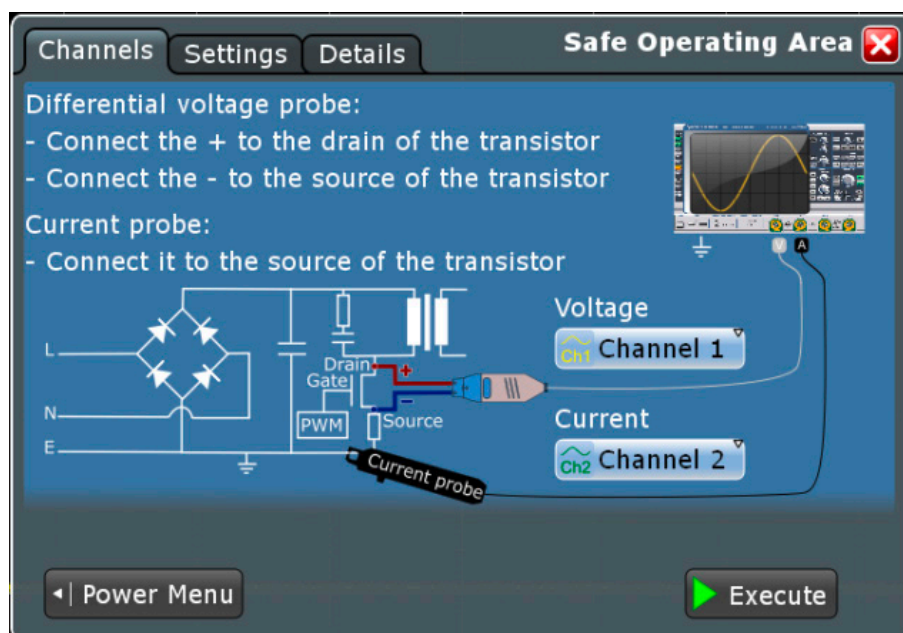 Channels
Settings
Details
Safe Operating Area
Differential voltage probe:
- Connect the + to the drain of the transistor
- Connect the - to the source of the transistor
Current probe:
- Connect it to the source of the transistor
V
A
Voltage
Ch1 Channel 1
L
Drain
+
Gate
-
N
PWM
Source
Current
E
Current probe
Ch2 Channel 2
Power Menu
Execute